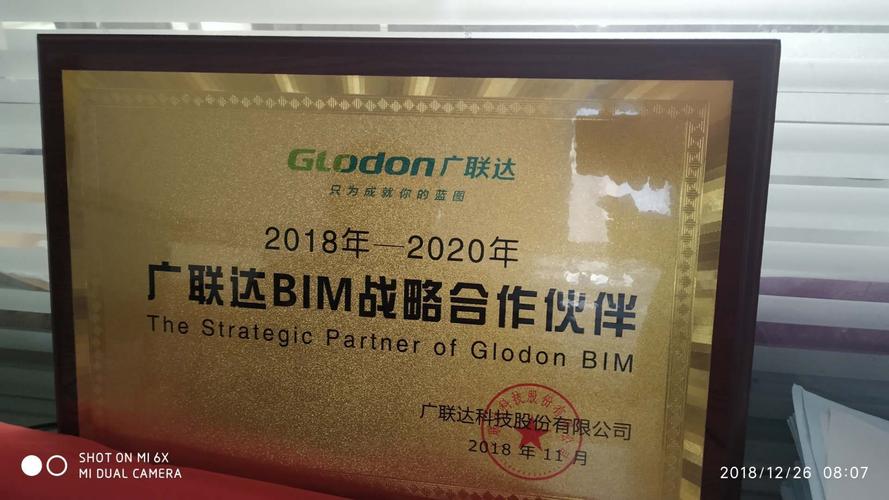 GLodon广联达
只为成就你的蓝图
2018年—2020年
广联达BIM战略合作伙伴
The Strategic Partner of Glodon BIM
广联达科技股份有限公司
2018 年 11 月
SHOT ON MI 6X
MI DUAL CAMERA
2018/12/26 08:07